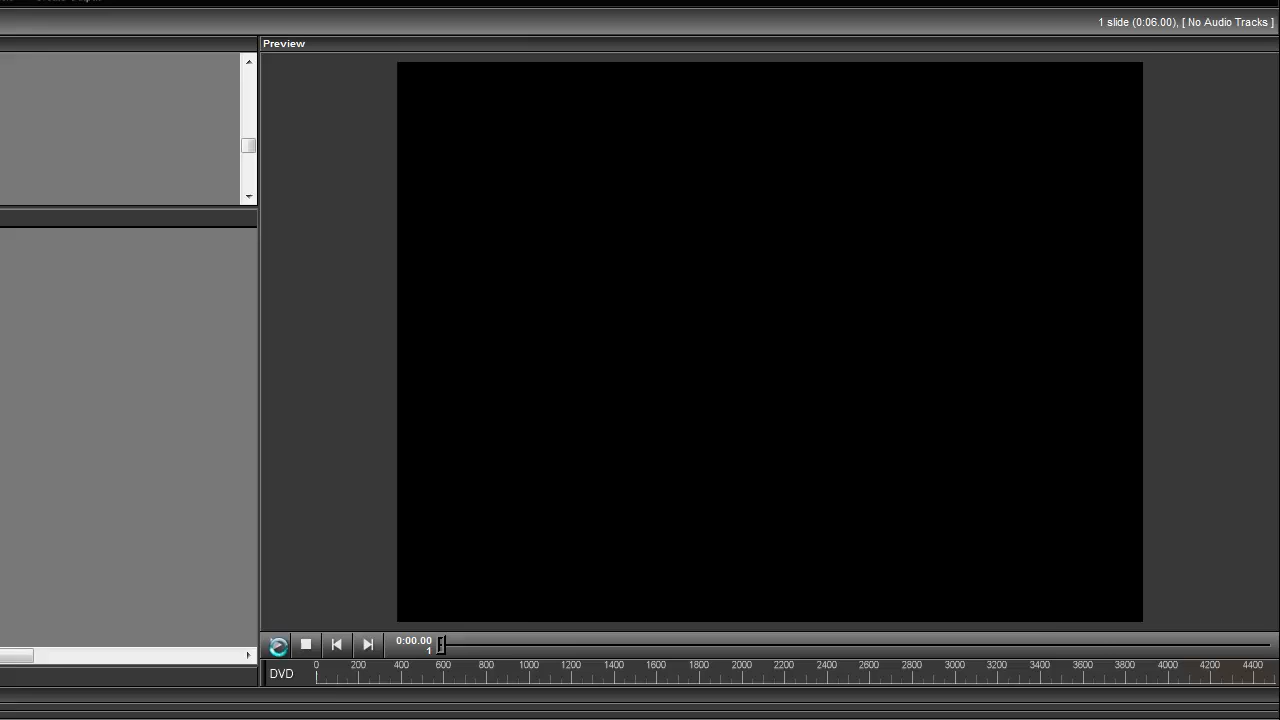 1 slide (0:06.00), [ No Audio Tracks ]
Preview
0:00.00
1
DVD
0 200 400 600 800 1000 1200 1400 1600 1800 2000 2200 2400 2600 2800 3000 3200 3400 3600 3800 4000 4200 4400